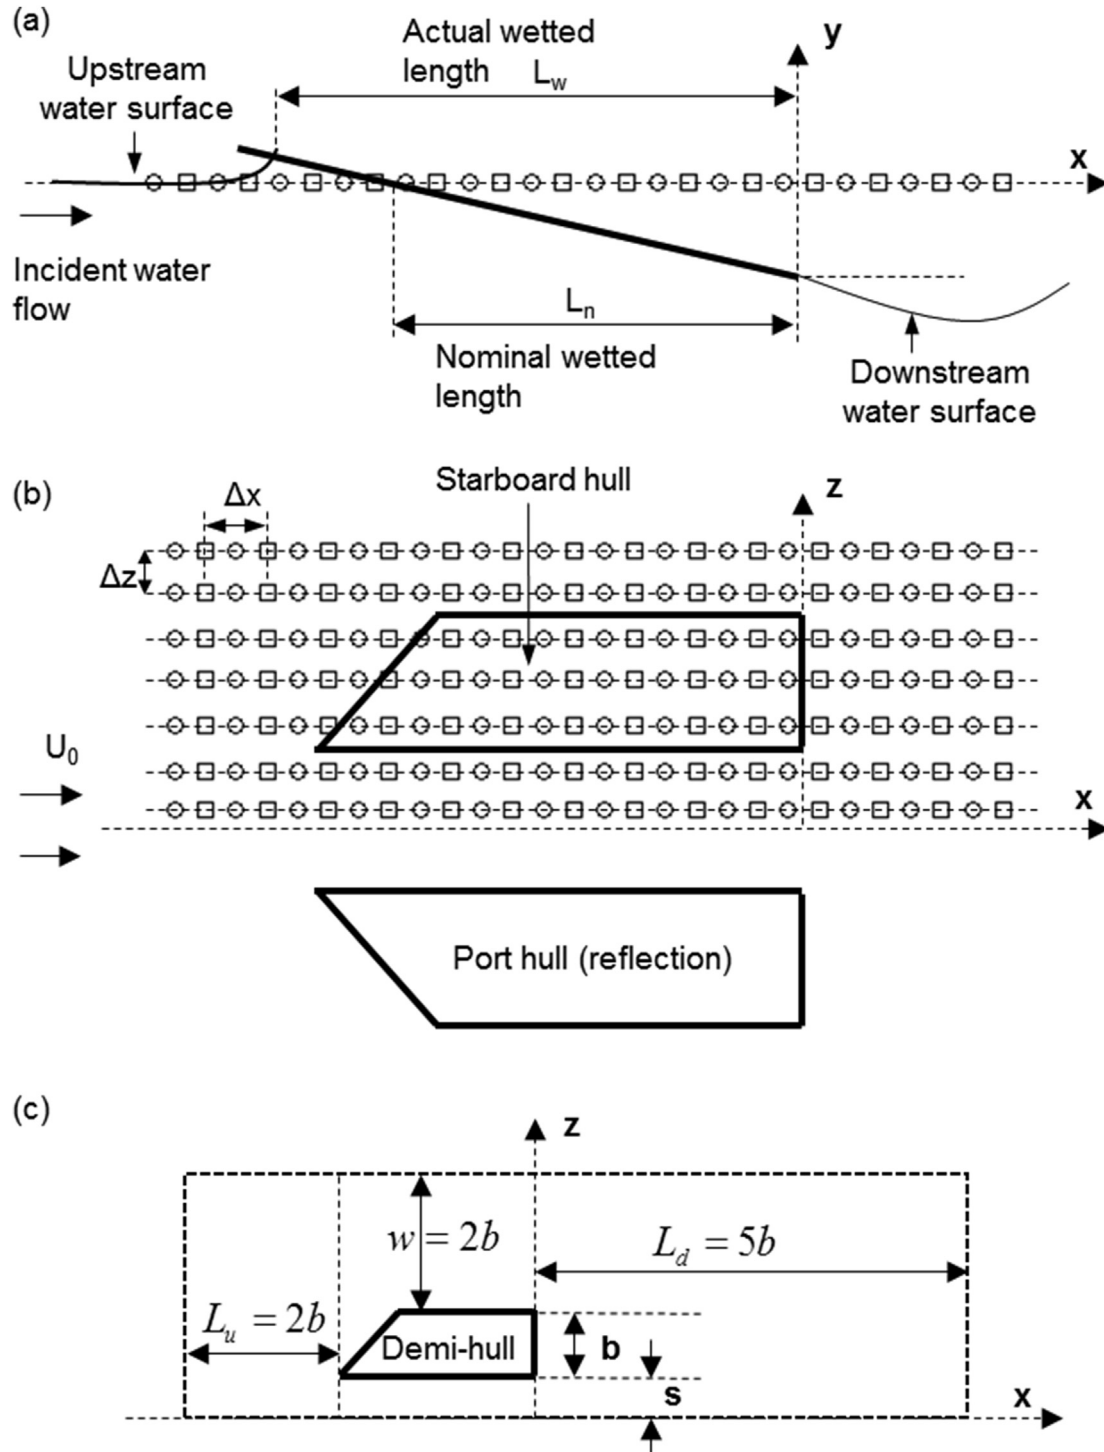 (a)
Actual wetted
length L_w
y
Upstream
water surface
x
Incident water
flow
L_n
Nominal wetted
length
Downstream
water surface
(b)
Starboard hull
z
Δx
Δz
U_0
x
Port hull (reflection)
(c)
z
w = 2b
L_d = 5b
L_u = 2b
Demi-hull
b
s
x